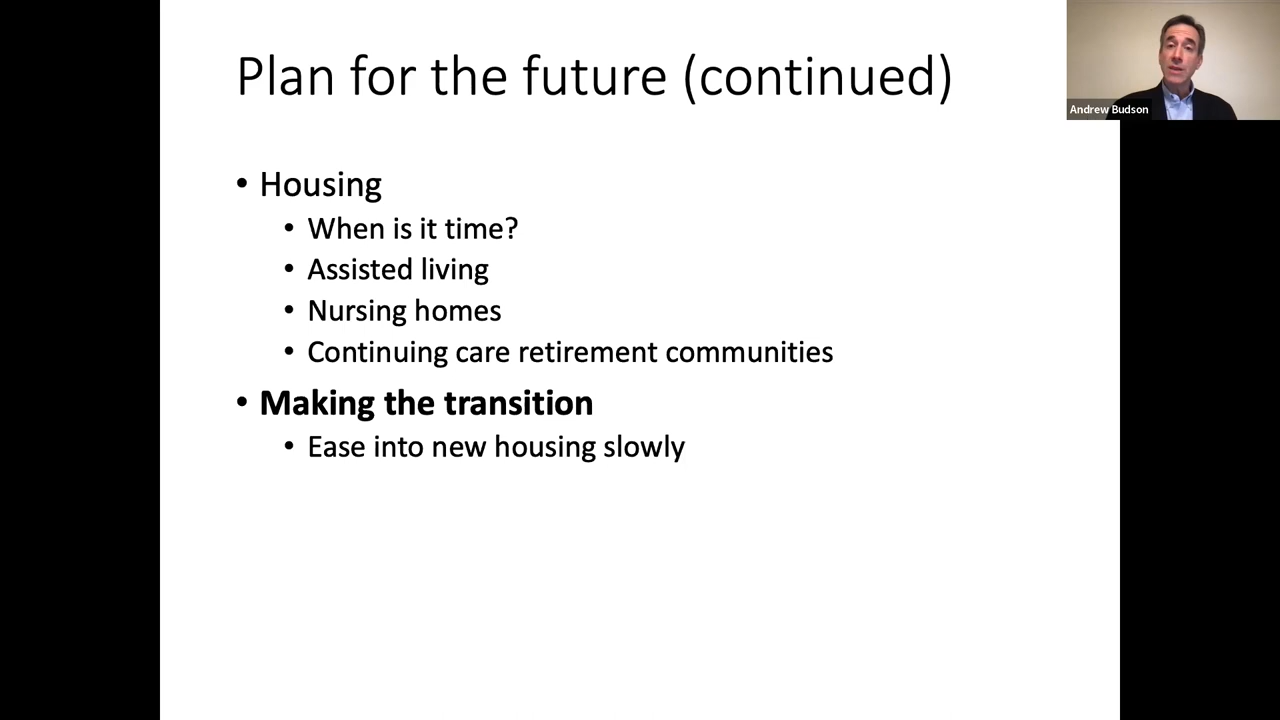 Plan for the future (continued)
Andrew Budson
• Housing
• When is it time?
• Assisted living
• Nursing homes
• Continuing care retirement communities
• Making the transition
• Ease into new housing slowly